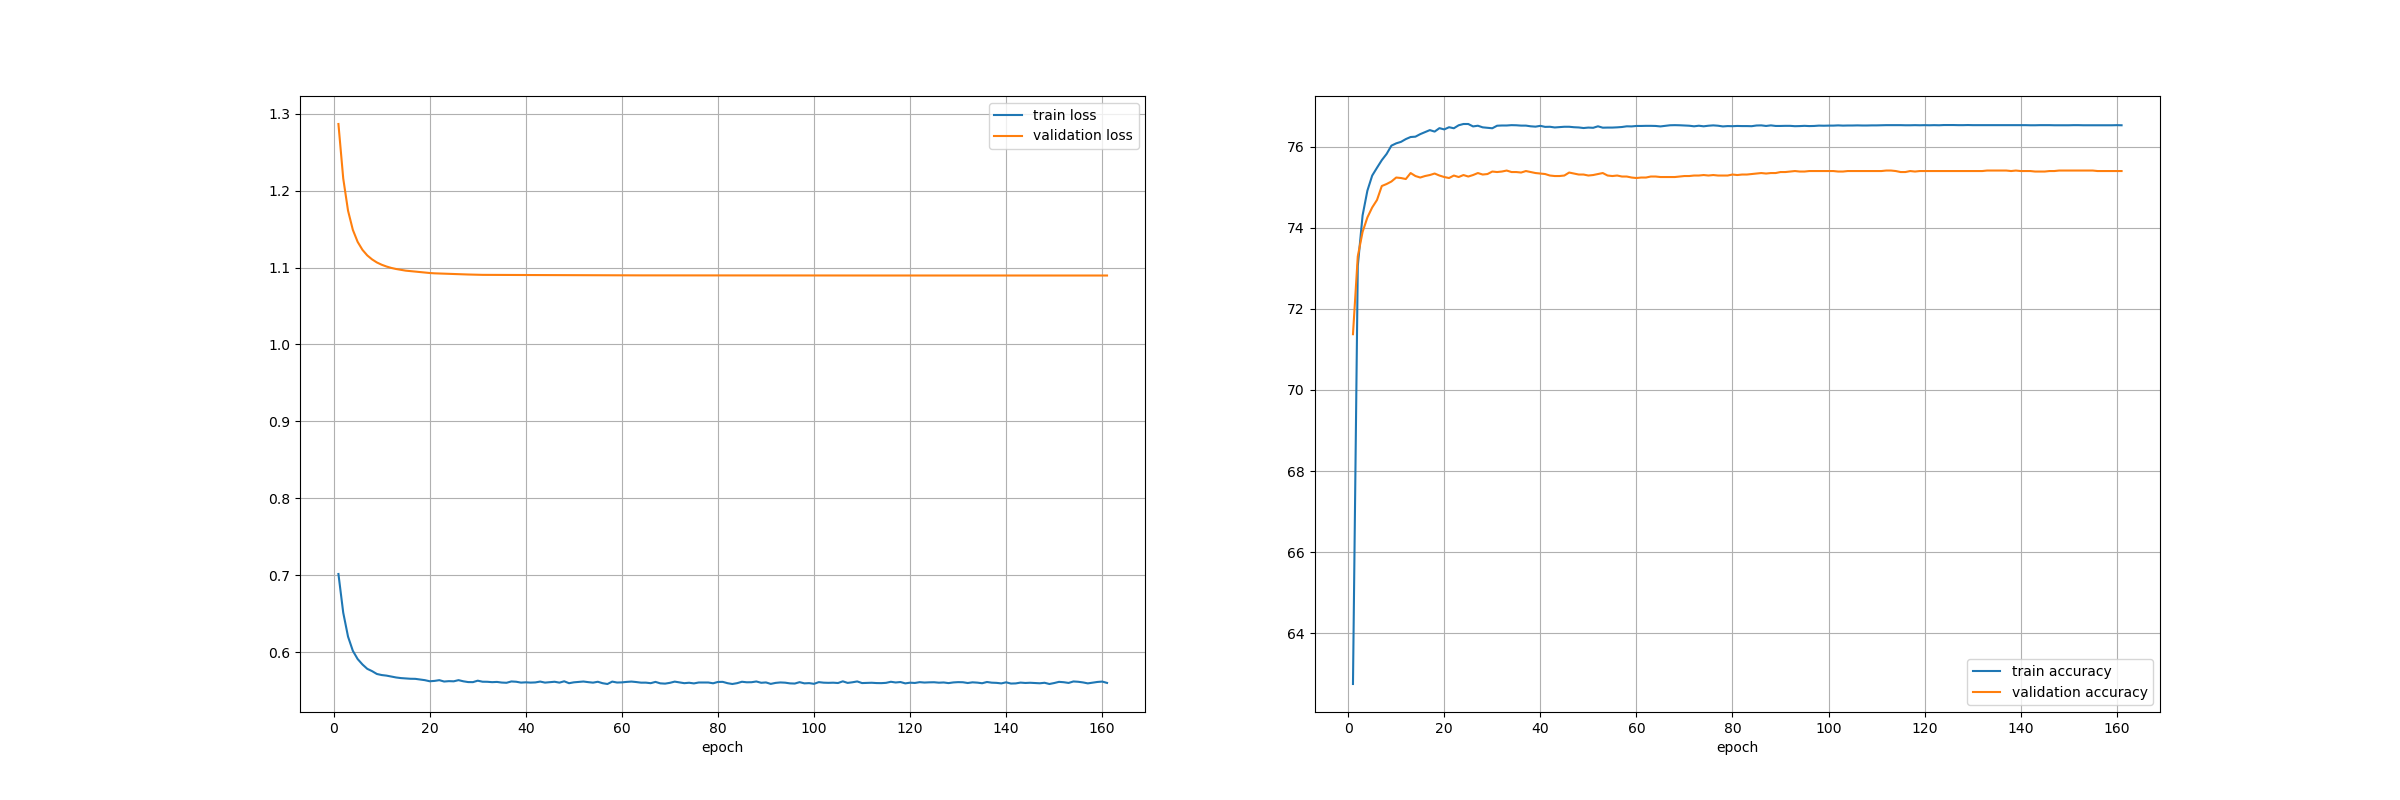 1.3
1.2
1.1
1.0
0.9
0.8
0.7
0.6
0 20 40 60 80 100 120 140 160
epoch
train loss
validation loss
76
74
72
70
68
66
64
0 20 40 60 80 100 120 140 160
epoch
train accuracy
validation accuracy